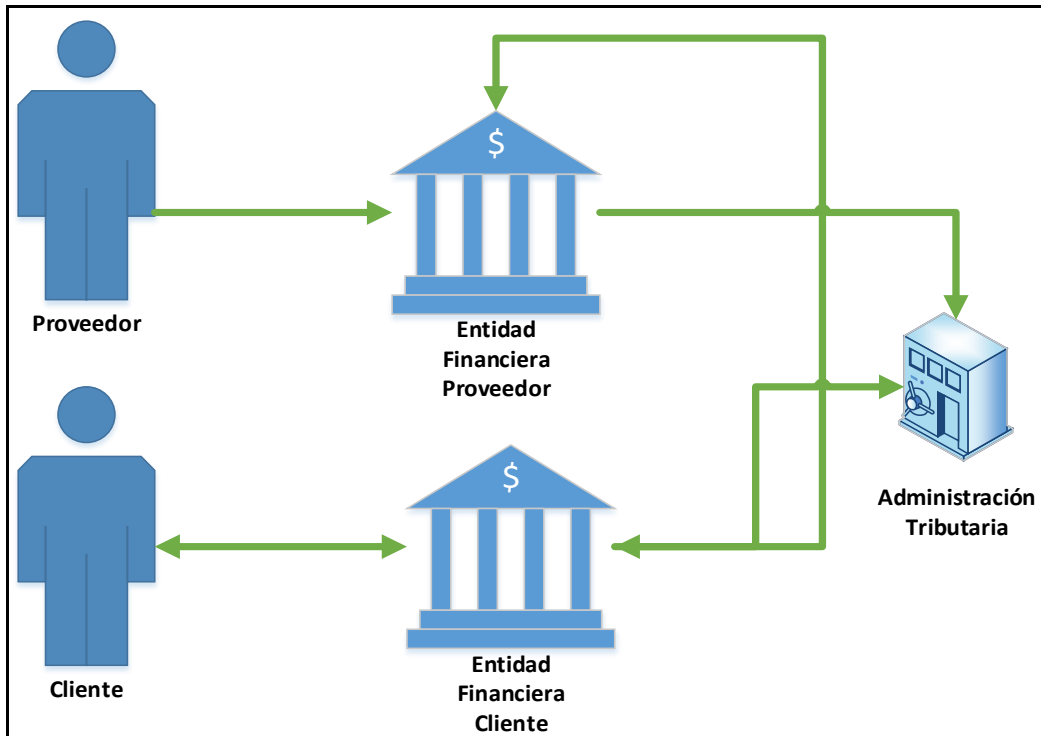 $
Proveedor
Entidad
Financiera
Proveedor
Administración
Tributaria
$
Cliente
Entidad
Financiera
Cliente